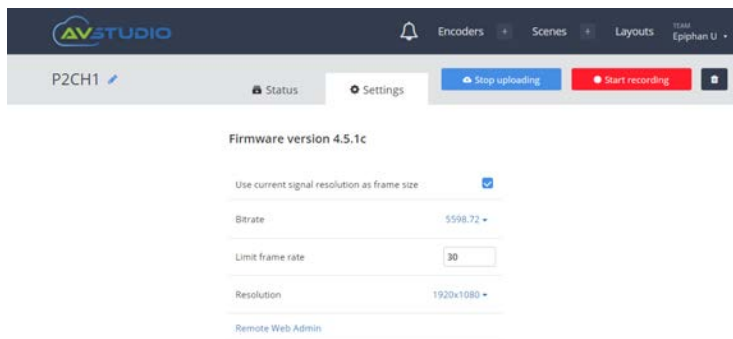 AVSTUDIO
Encoders + Scenes + Layouts
TEAM
Epiphan U
P2CH1
Status Settings Stop uploading Start recording
Firmware version 4.5.1c
Use current signal resolution as frame size
Bitrate 5598.72
Limit frame rate 30
Resolution 1920x1080
Remote Web Admin